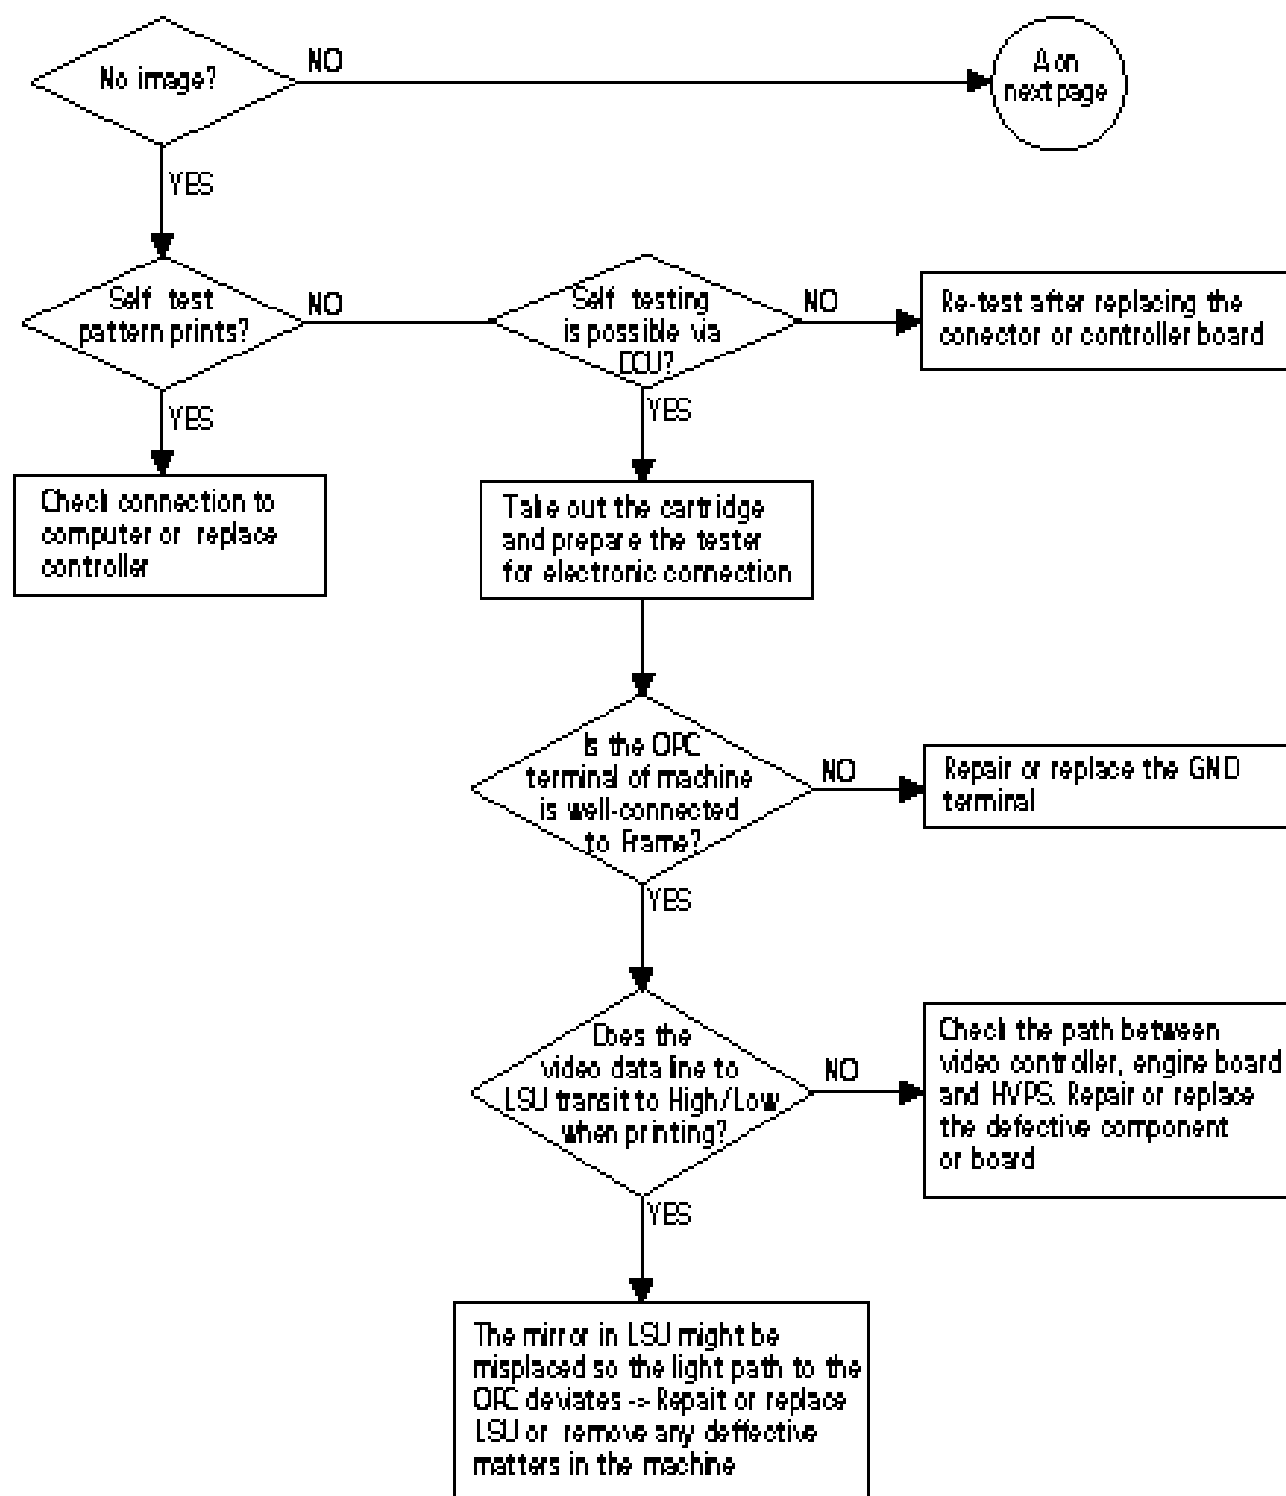 No image?
NO
A on
next page
YES
Self test
pattern prints?
NO
Self testing
is possible via
DCU?
NO
Re-test after replacing the
conector or controller board
YES
YES
Check connection to
computer or replace
controller
Take out the cartridge
and prepare the tester
for electronic connection
Is the OPC
terminal of machine
is well-connected
to Frame?
NO
Repair or replace the GND
terminal
YES
Does the
video data line to
LSU transit to High/Low
when printing?
NO
Check the path between
video controller, engine board
and HVPS. Repair or replace
the defective component
or board
YES
The mirror in LSU might be
misplaced so the light path to the
OPC deviates -> Repait or replace
LSU or remove any deffective
matters in the machine